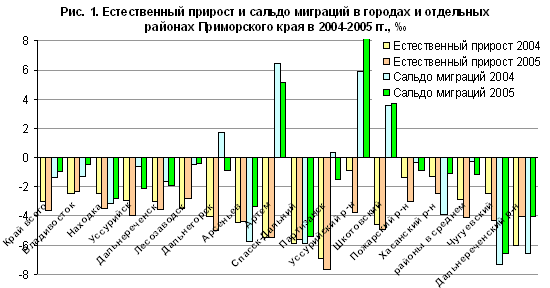 Рис. 1. Естественный прирост и сальдо миграций в городах и отдельных
районах Приморского края в 2004-2005 гг., ‰
8
6
4
2
0
-2
-4
-6
-8
Естественный прирост 2004
Естественный прирост 2005
Сальдо миграций 2004
Сальдо миграций 2005
Край всего
Владивосток
Находка
Уссурийск
Дальнереченск
Лесозаводск
Дальнегорск
Арсеньев
Артем
Спасск-Дальний
Партизанск
Уссурийский р-н
Шкотовский
Пожарский р-н
Хасанский р-н
районы в среднем
Чугуевский
Дальнереченский р-н